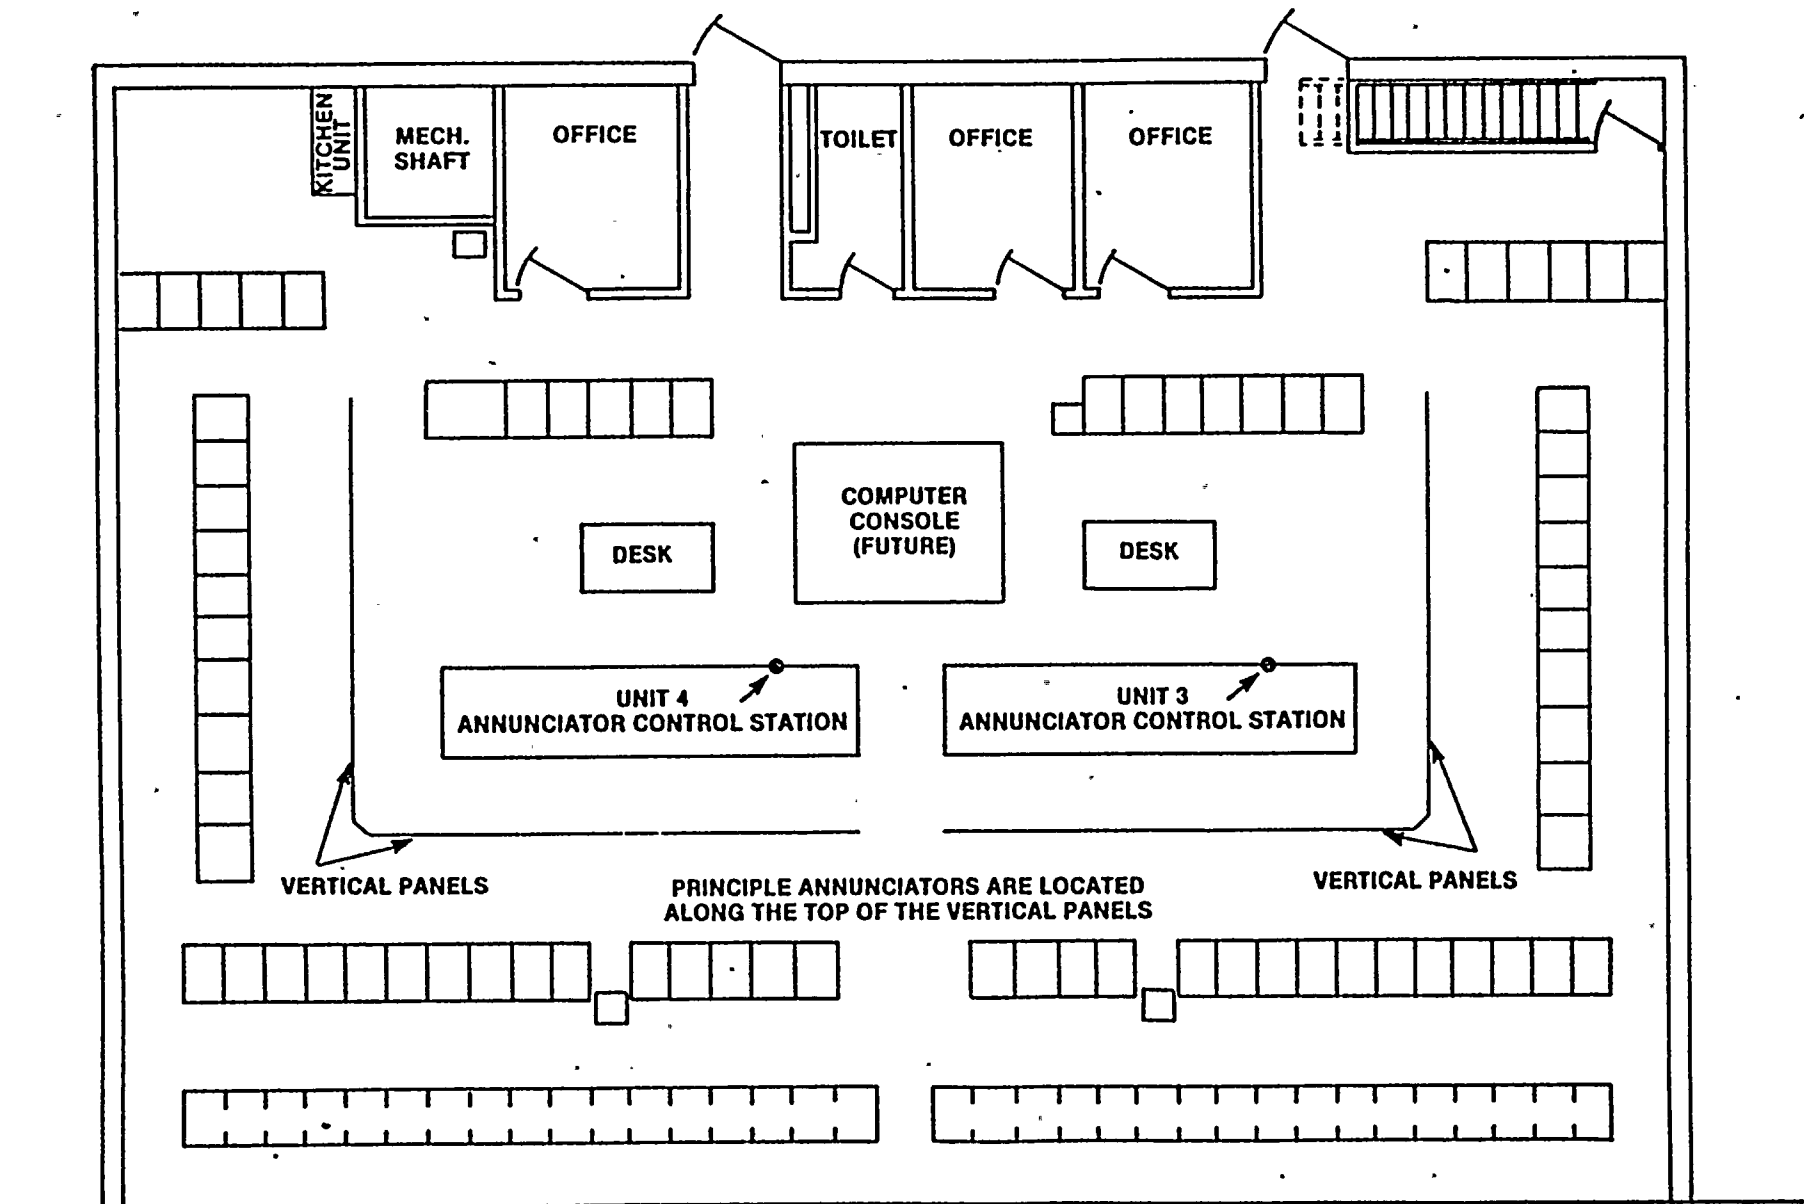 KITCHEN
UNIT
MECH.
SHAFT
OFFICE
TOILET
OFFICE
OFFICE
COMPUTER
CONSOLE
(FUTURE)
DESK
DESK
UNIT 4
ANNUNCIATOR CONTROL STATION
UNIT 3
ANNUNCIATOR CONTROL STATION
VERTICAL PANELS
PRINCIPLE ANNUNCIATORS ARE LOCATED
ALONG THE TOP OF THE VERTICAL PANELS
VERTICAL PANELS